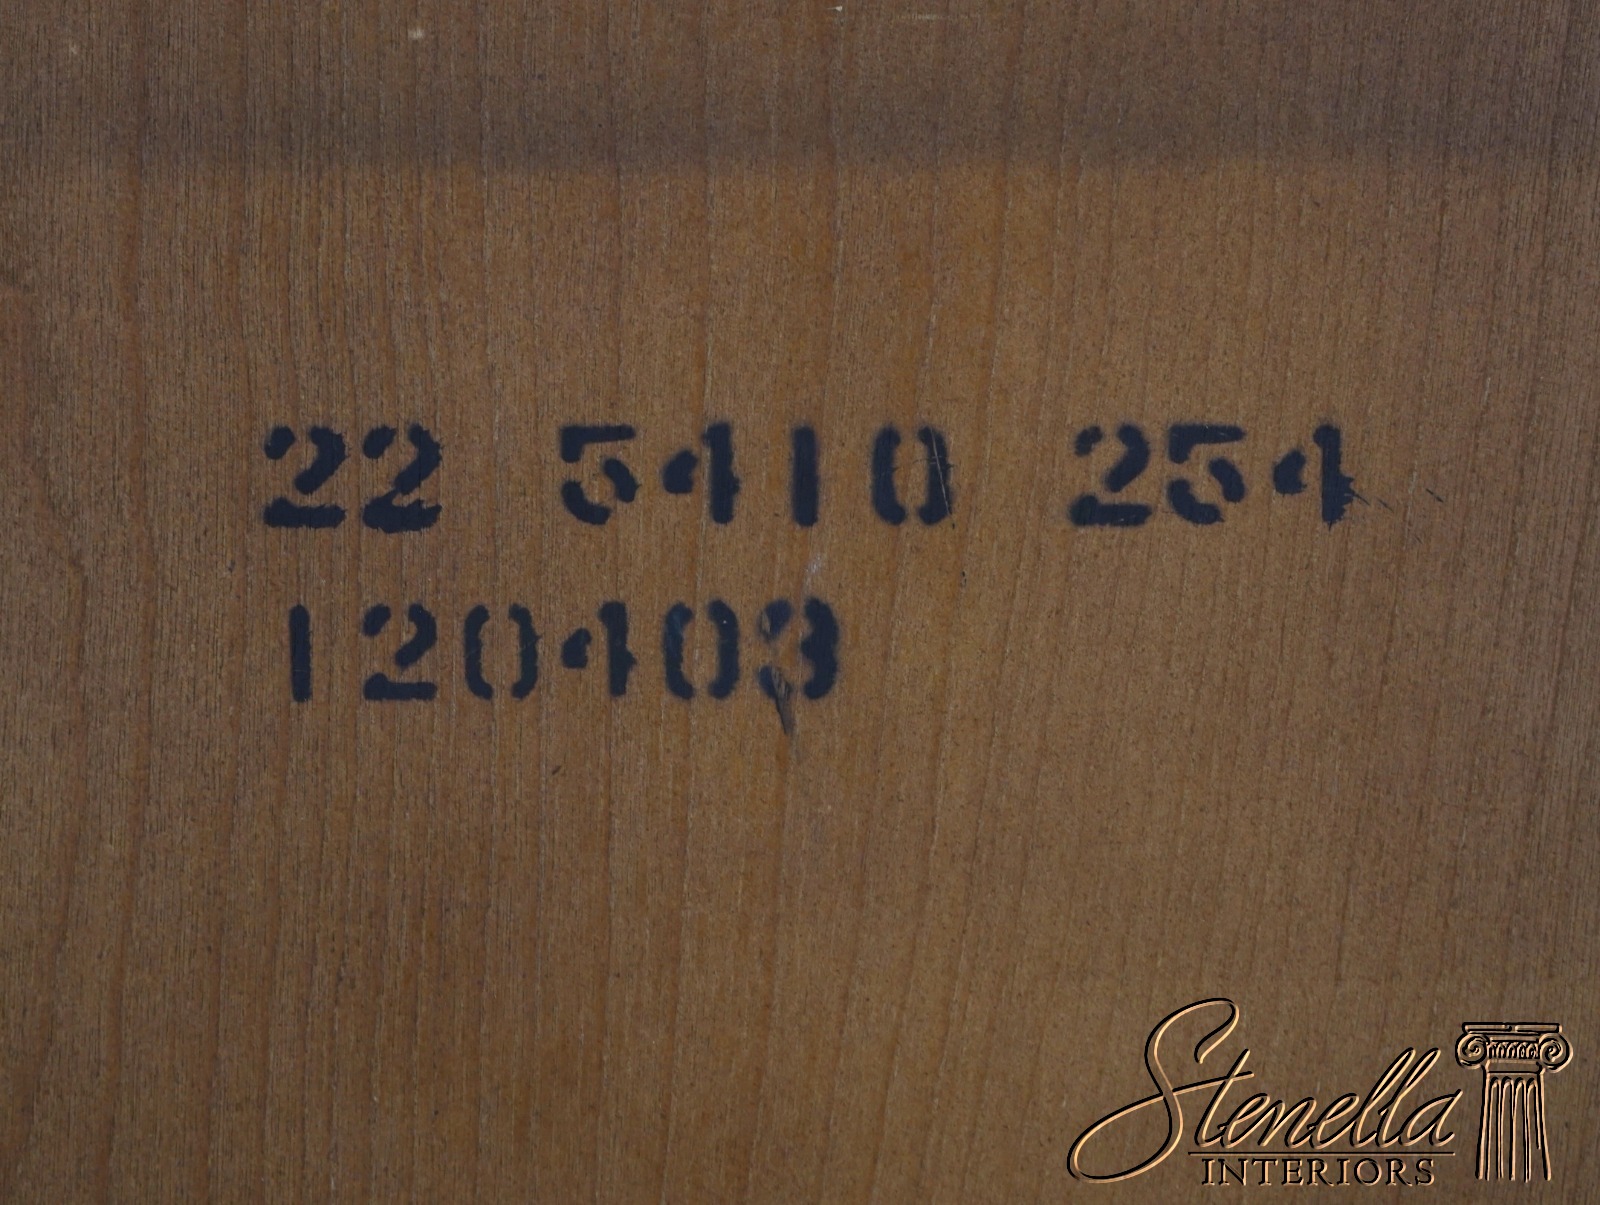 22 5410 254
120403
Stenella
INTERIORS